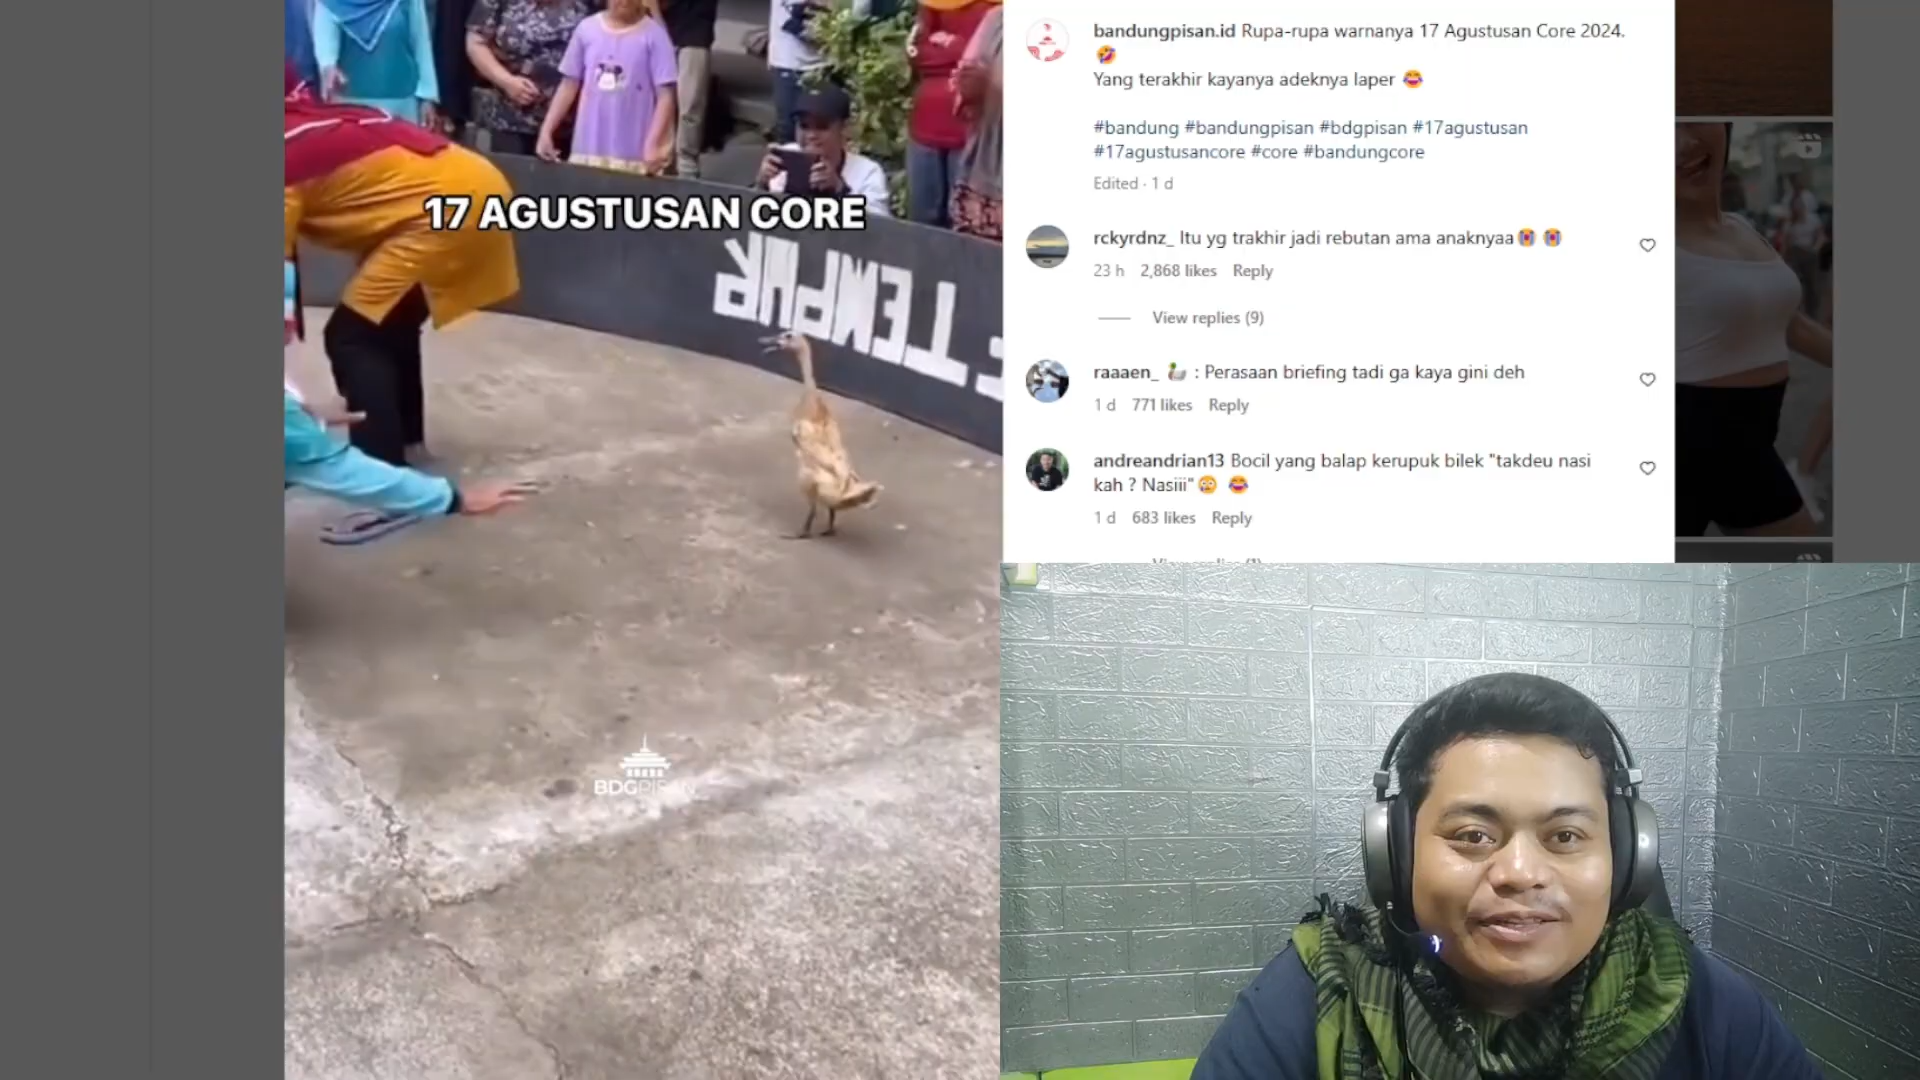 17 AGUSTUSAN CORE
TEMPUR
BDGPISAN
bandungpisan.id Rupa-rupa warnanya 17 Agustusan Core 2024.
🤣
Yang terakhir kayanya adeknya laper 😂
#bandung #bandungpisan #bdgpisan #17agustusan
#17agustusancore #core #bandungcore
Edited · 1 d
rckyrdnz_ Itu yg trakhir jadi rebutan ama anaknyaa😭 😭
23 h 2,868 likes Reply
View replies (9)
raaaen_ 🦆 : Perasaan briefing tadi ga kaya gini deh
1 d 771 likes Reply
andreandrian13 Bocil yang balap kerupuk bilek "takdeu nasi
kah ? Nasiii"😫 😂
1 d 683 likes Reply